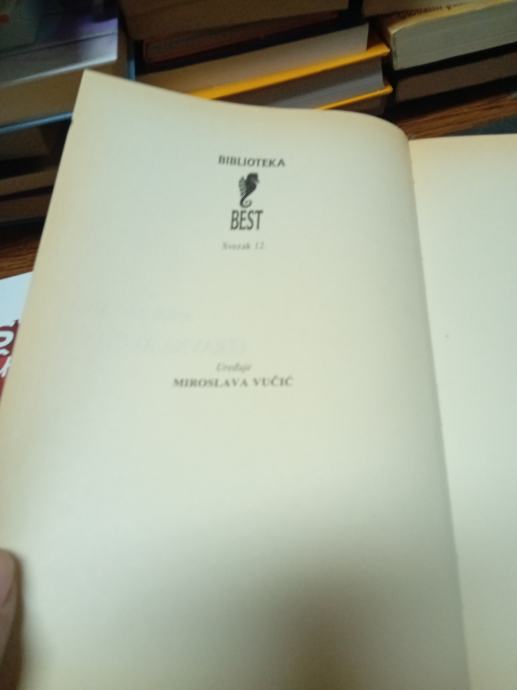 BIBLIOTEKA
BEST
Svezak 12.
Uređuje
MIROSLAVA VUČIĆ